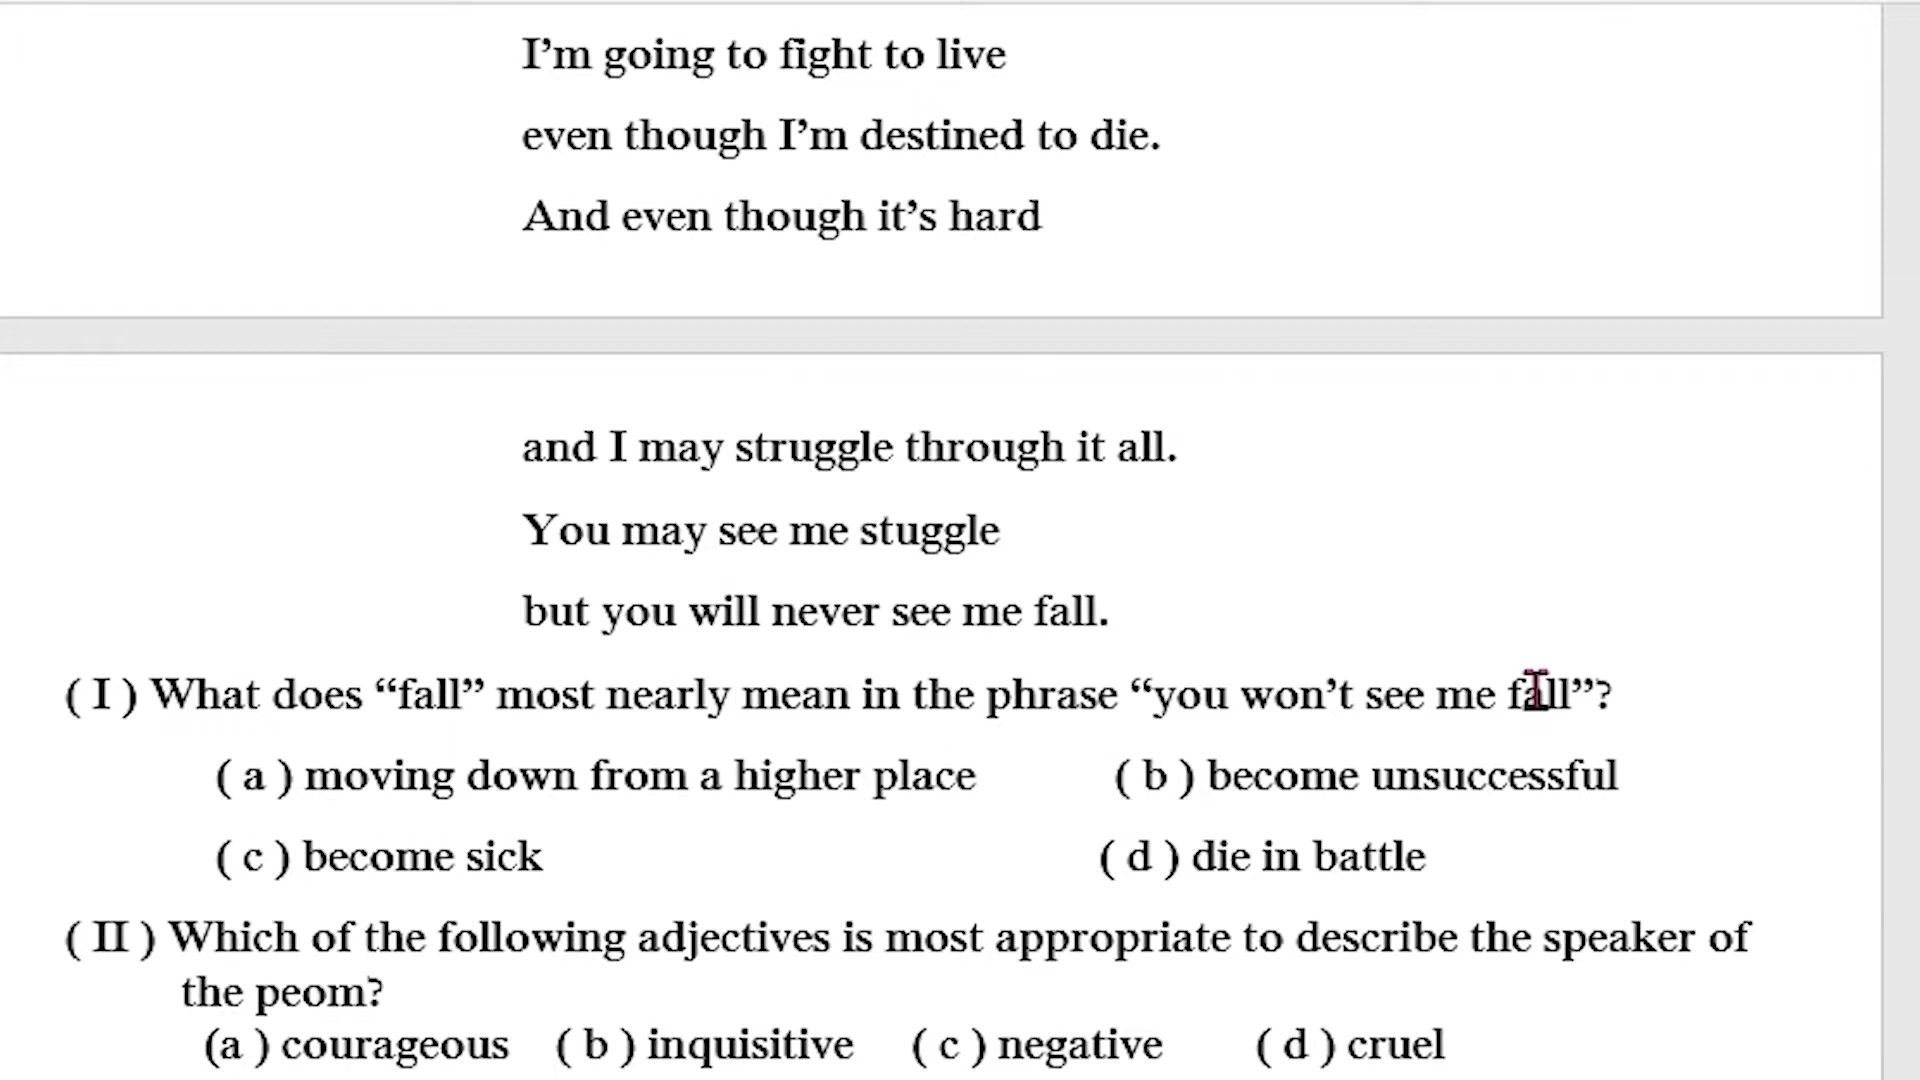 I’m going to fight to live
even though I’m destined to die.
And even though it’s hard
and I may struggle through it all.
You may see me stuggle
but you will never see me fall.
( I ) What does “fall” most nearly mean in the phrase “you won’t see me fall”?
( a ) moving down from a higher place ( b ) become unsuccessful
( c ) become sick ( d ) die in battle
( II ) Which of the following adjectives is most appropriate to describe the speaker of
the peom?
(a ) courageous ( b ) inquisitive ( c ) negative ( d ) cruel